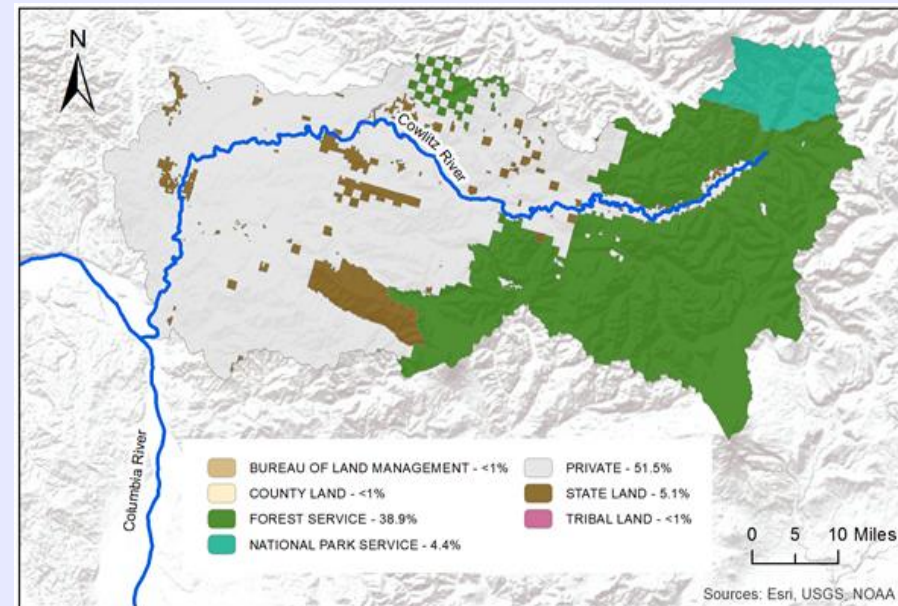 N
Cowlitz River
Columbia River
BUREAU OF LAND MANAGEMENT - <1%
COUNTY LAND - <1%
FOREST SERVICE - 38.9%
NATIONAL PARK SERVICE - 4.4%
PRIVATE - 51.5%
STATE LAND - 5.1%
TRIBAL LAND - <1%
0 5 10 Miles
Sources: Esri, USGS, NOAA